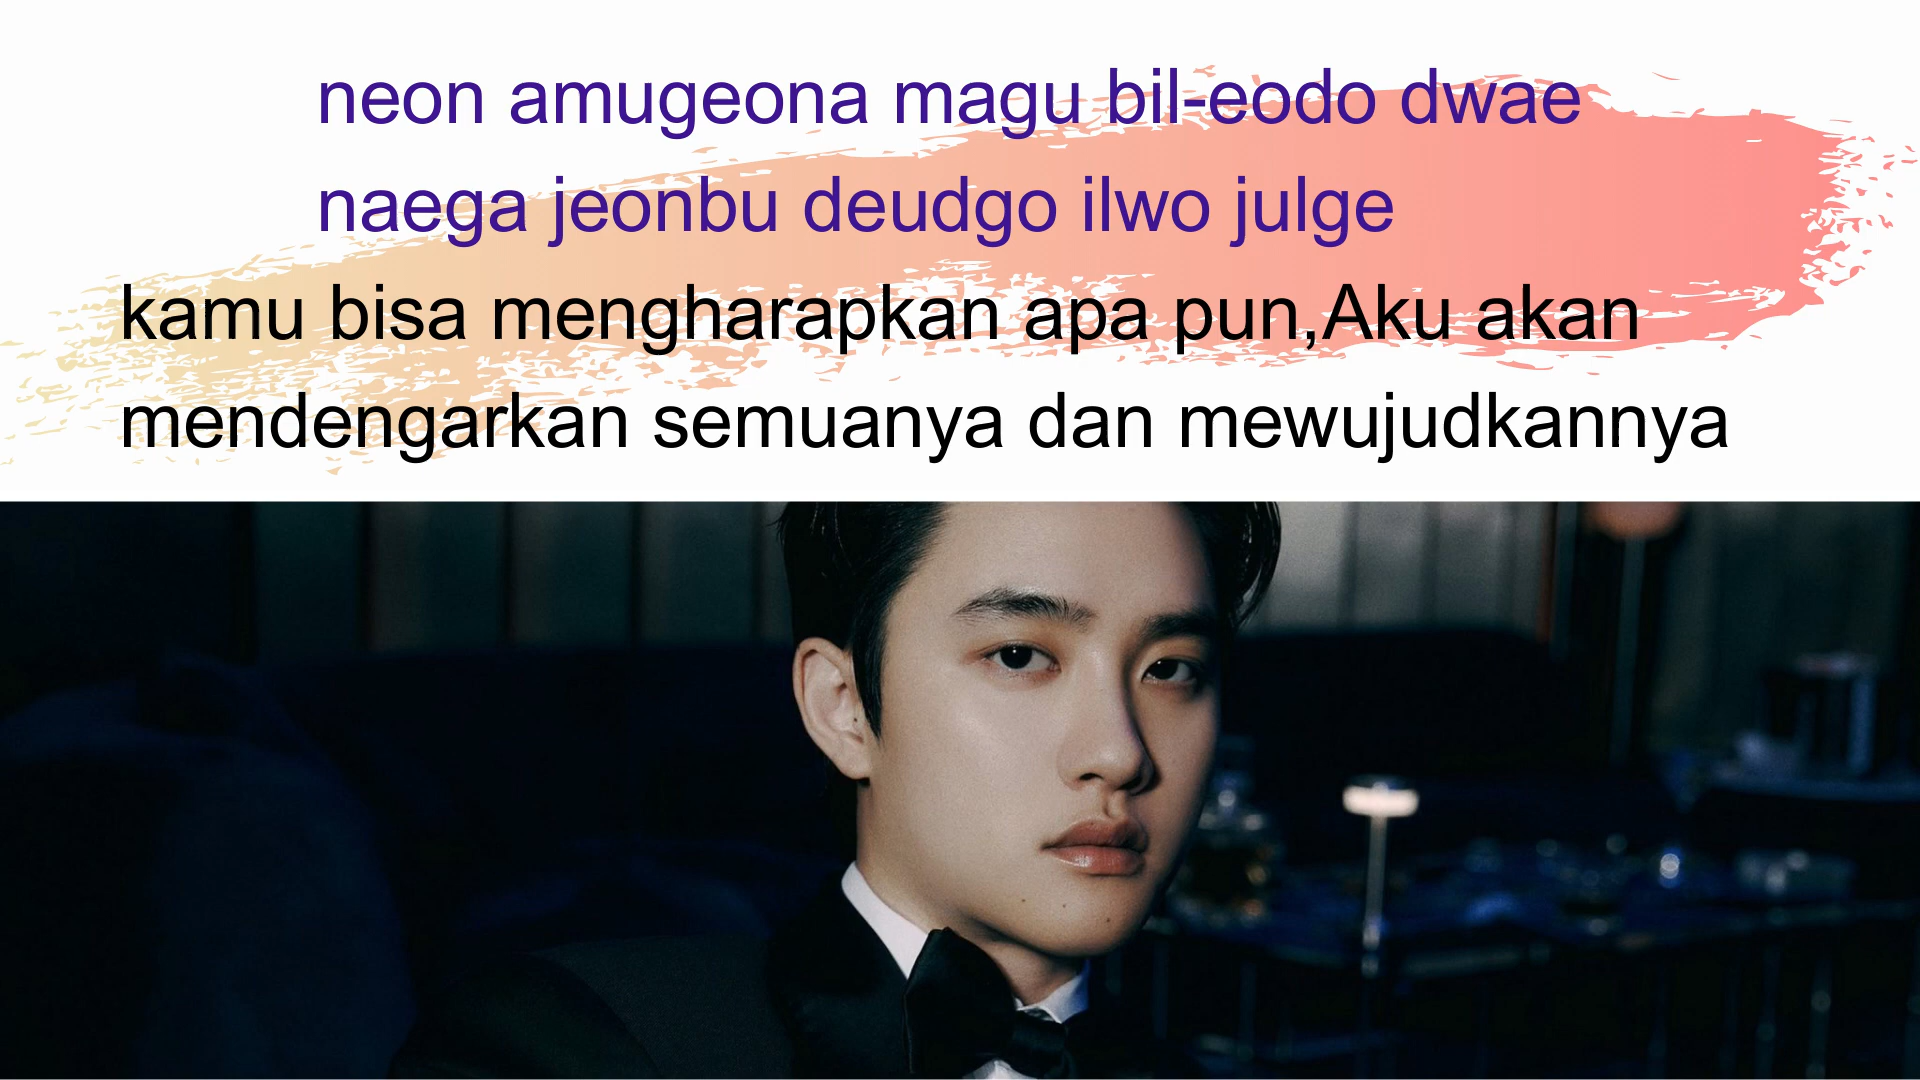 neon amugeona magu bil-eodo dwae
naega jeonbu deudgo ilwo julge
kamu bisa mengharapkan apa pun,Aku akan
mendengarkan semuanya dan mewujudkannya